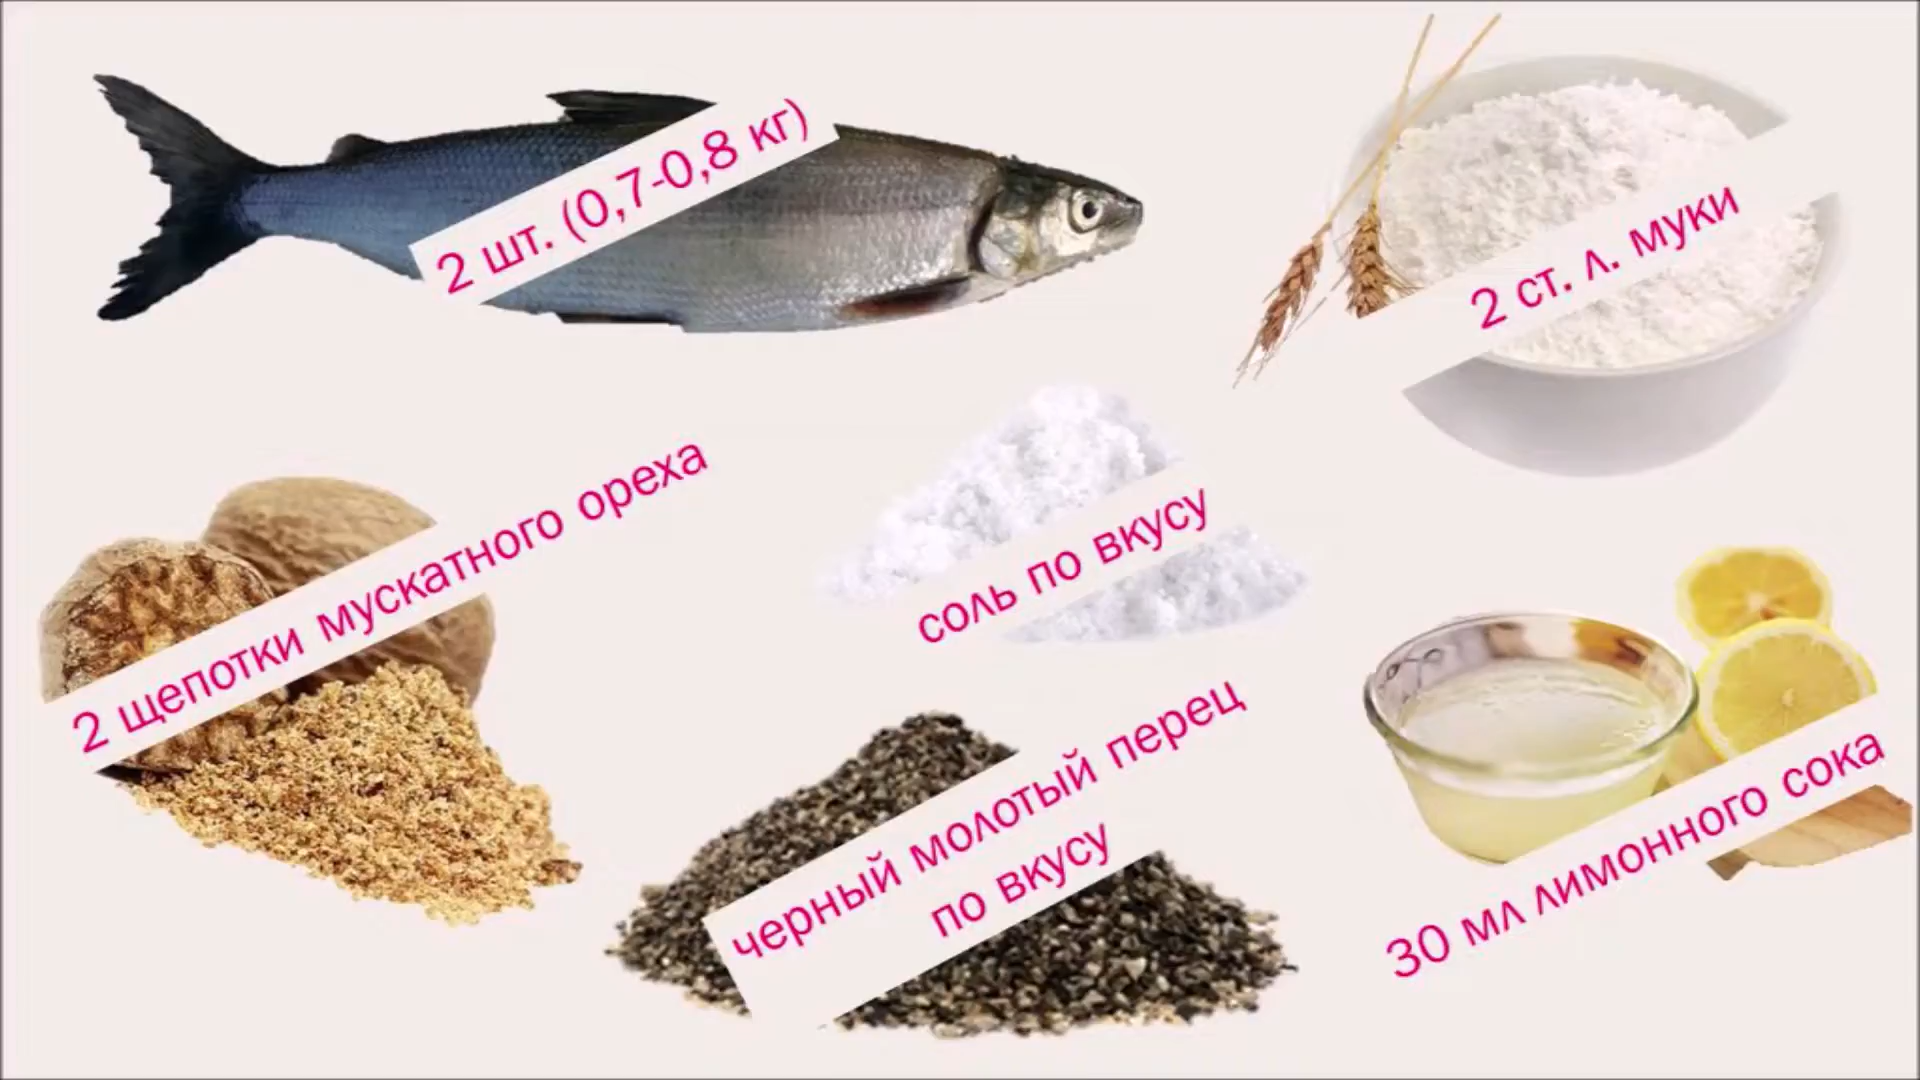 2 шт. (0,7-0,8 кг)
2 ст. л. муки
2 щепотки мускатного ореха
соль по вкусу
черный молотый перец
по вкусу
30 мл лимонного сока